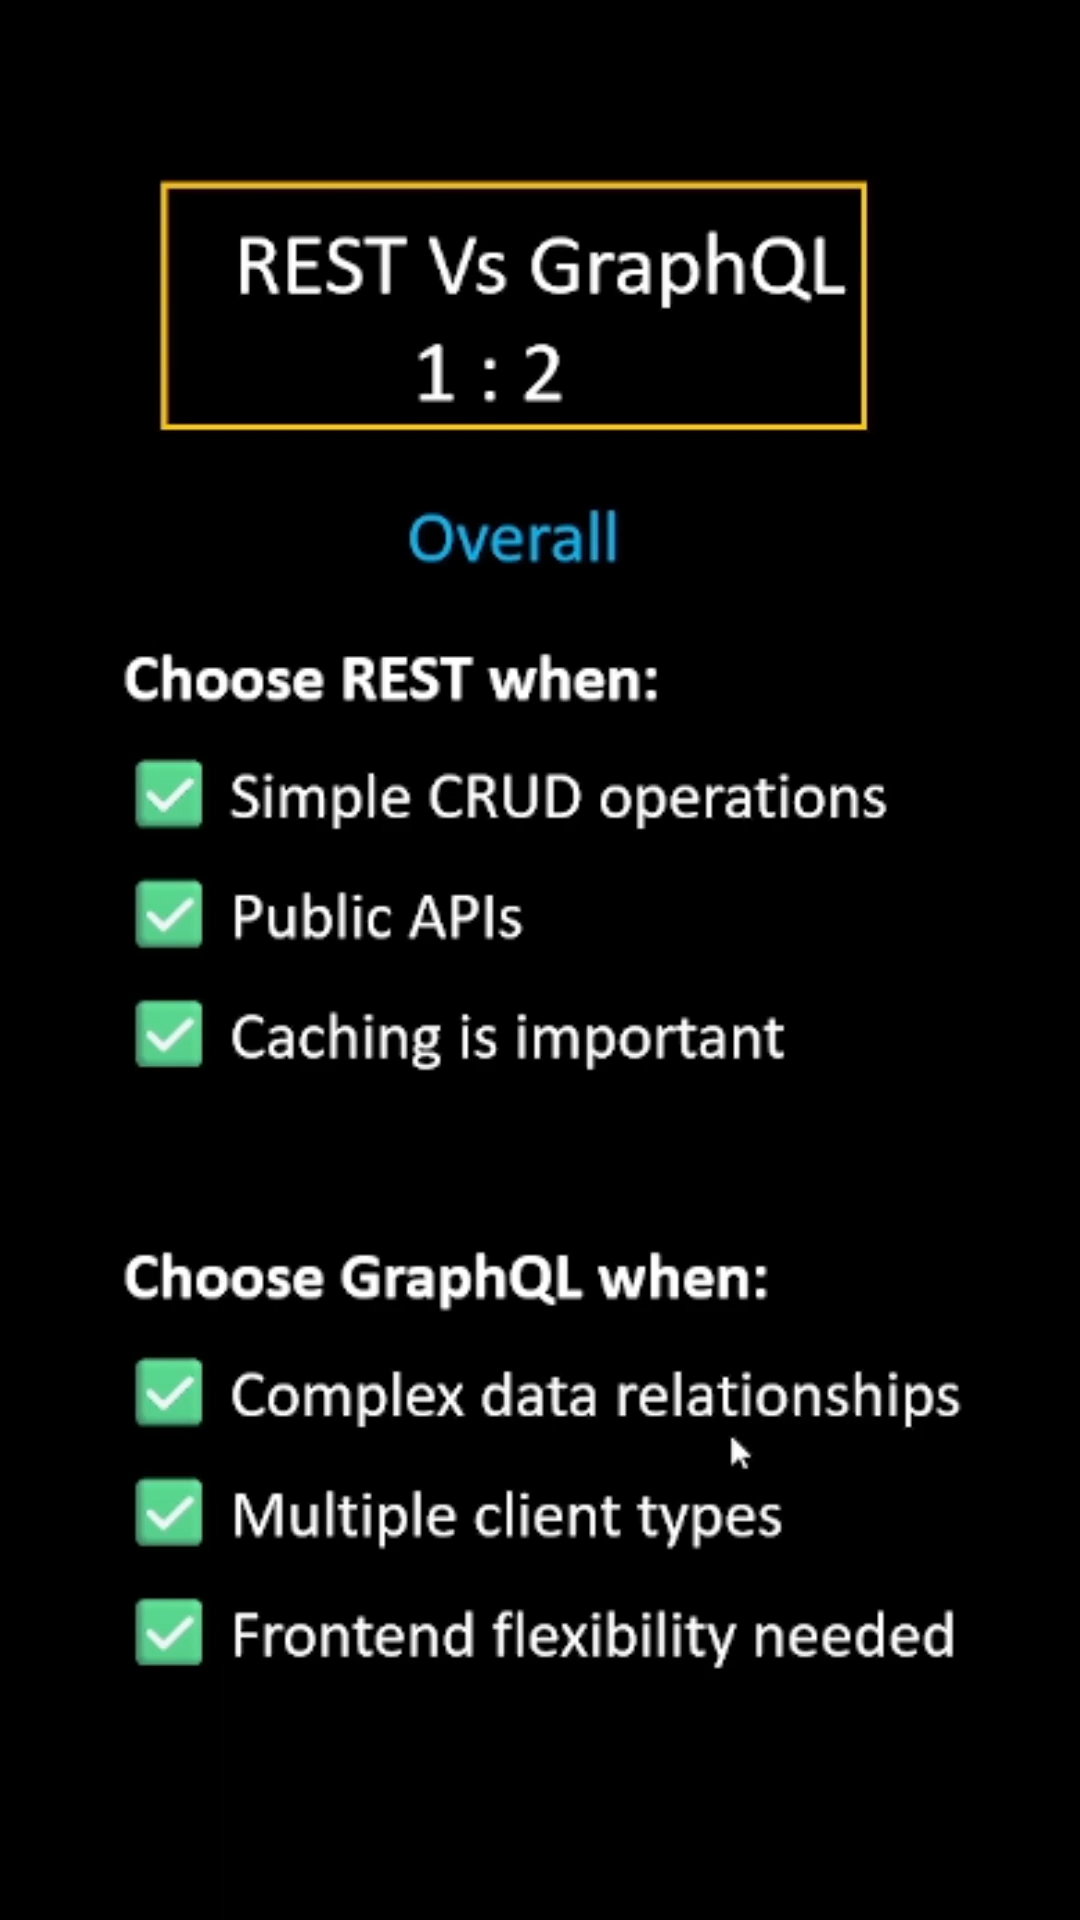 REST Vs GraphQL
1 : 2
Overall
Choose REST when:
✅ Simple CRUD operations
✅ Public APIs
✅ Caching is important
Choose GraphQL when:
✅ Complex data relationships
✅ Multiple client types
✅ Frontend flexibility needed